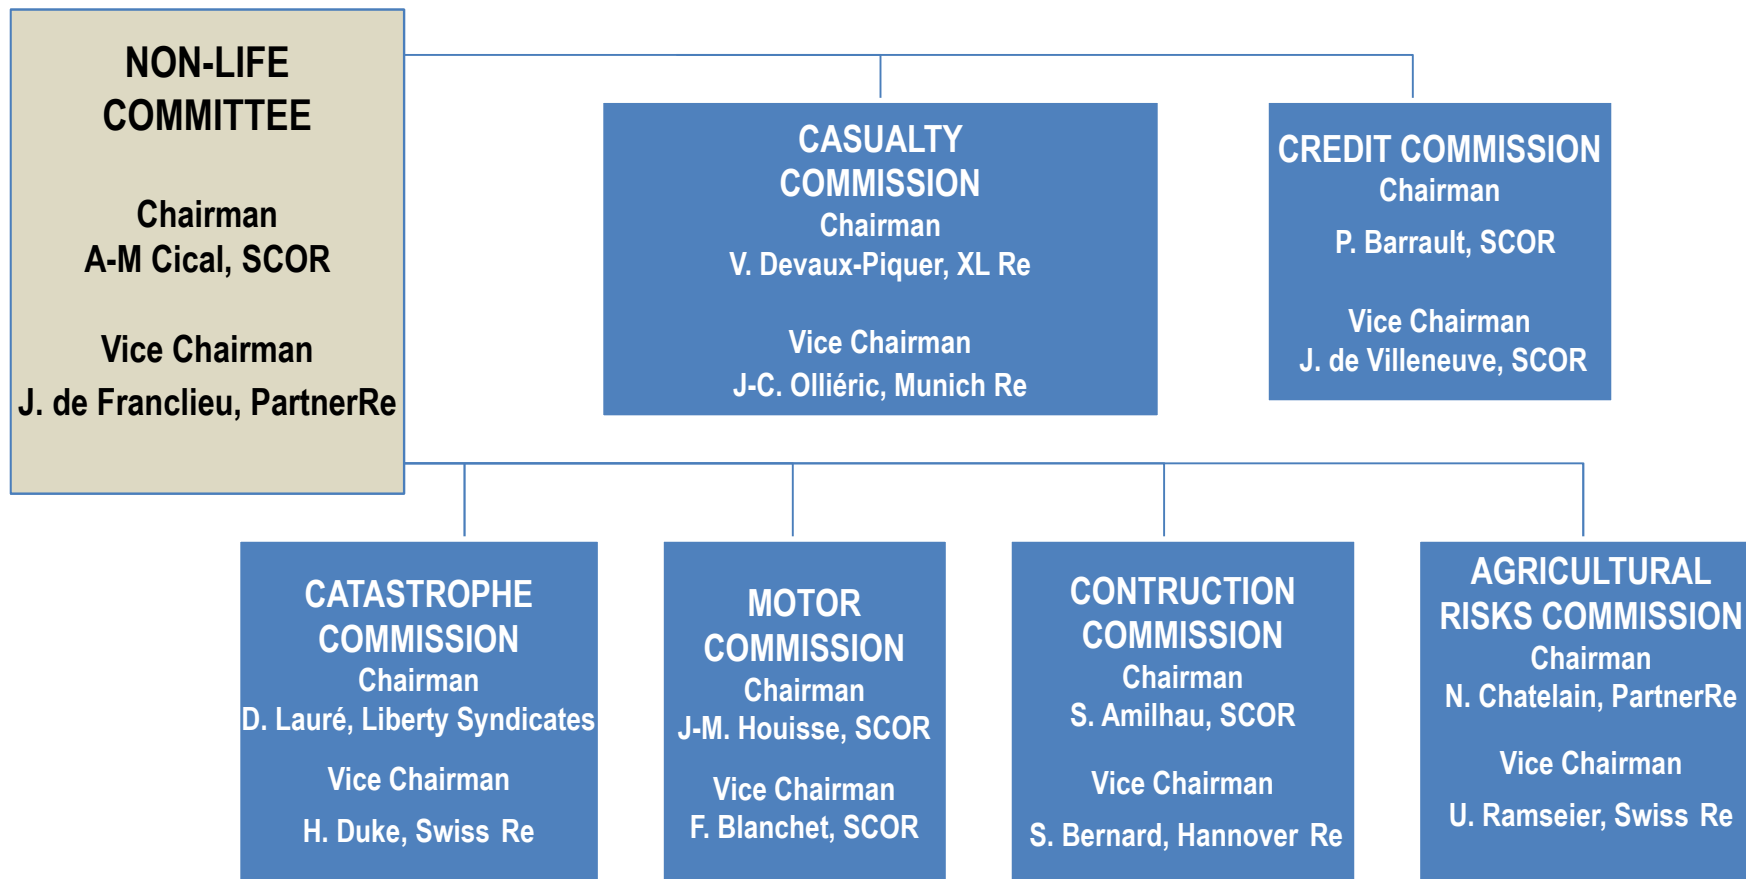 NON-LIFE
COMMITTEE
Chairman
A-M Cical, SCOR
Vice Chairman
J. de Franclieu, PartnerRe
CASUALTY
COMMISSION
Chairman
V. Devaux-Piquer, XL Re
Vice Chairman
J-C. Olliéric, Munich Re
CREDIT COMMISSION
Chairman
P. Barrault, SCOR
Vice Chairman
J. de Villeneuve, SCOR
CATASTROPHE
COMMISSION
Chairman
D. Lauré, Liberty Syndicates
Vice Chairman
H. Duke, Swiss Re
MOTOR
COMMISSION
Chairman
J-M. Houisse, SCOR
Vice Chairman
F. Blanchet, SCOR
CONTRUCTION
COMMISSION
Chairman
S. Amilhau, SCOR
Vice Chairman
S. Bernard, Hannover Re
AGRICULTURAL
RISKS COMMISSION
Chairman
N. Chatelain, PartnerRe
Vice Chairman
U. Ramseier, Swiss Re